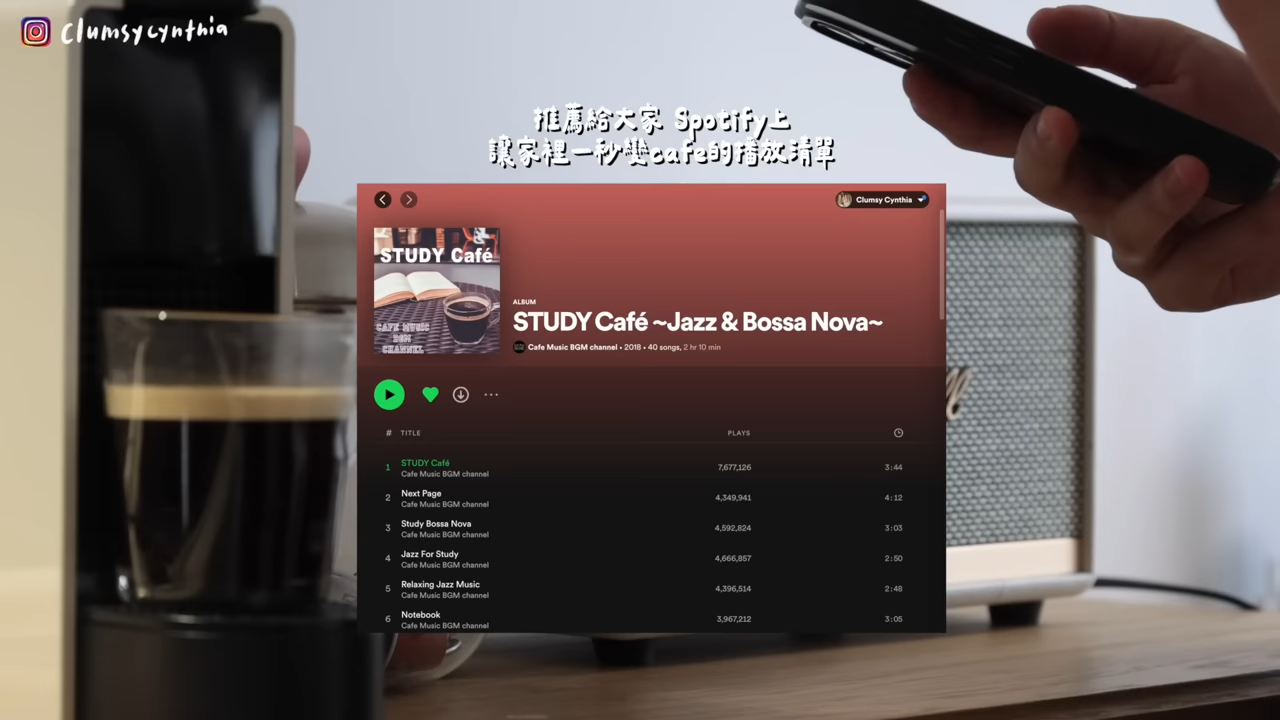 Clumsycynthia
推薦給大家 Spotify上
讓家裡一秒變cafe的播放清單
Clumsy Cynthia
STUDY Café
CAFE MUSIC
BGM
CHANNEL
ALBUM
STUDY Café ~Jazz & Bossa Nova~
Cafe Music BGM channel • 2018 • 40 songs, 2 hr 10 min
# TITLE PLAYS
1 STUDY Café 7,677,126 3:44
Cafe Music BGM channel
2 Next Page 4,349,941 4:12
Cafe Music BGM channel
3 Study Bossa Nova 4,592,824 3:03
Cafe Music BGM channel
4 Jazz For Study 4,666,857 2:50
Cafe Music BGM channel
5 Relaxing Jazz Music 4,396,514 2:48
Cafe Music BGM channel
6 Notebook 3,967,212 3:05
Cafe Music BGM channel